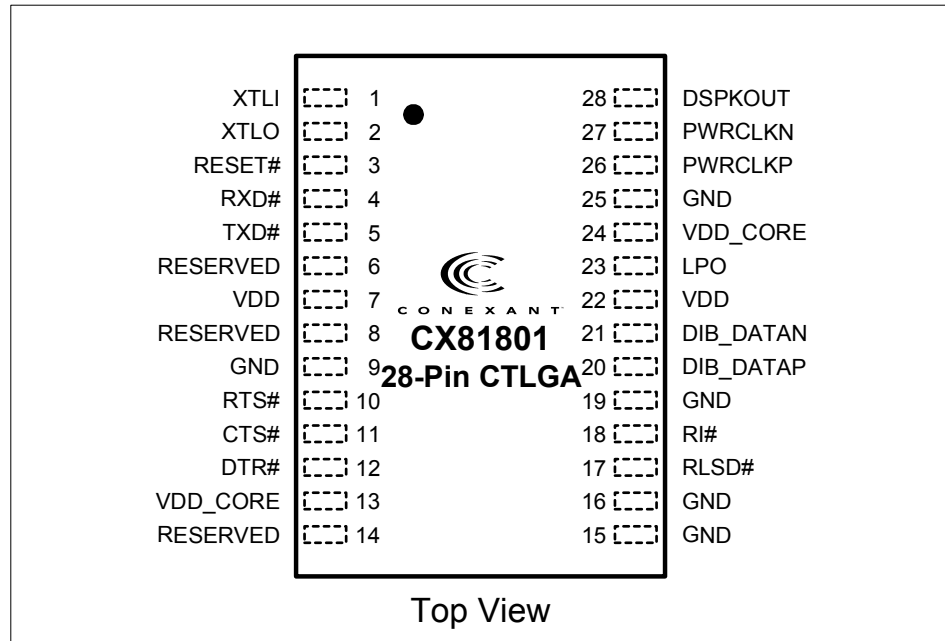 XTLI 1 28 DSPKOUT
XTLO 2 27 PWRCLKN
RESET# 3 26 PWRCLKP
RXD# 4 25 GND
TXD# 5 24 VDD_CORE
RESERVED 6 23 LPO
VDD 7 22 VDD
CONEXANT
RESERVED 8 21 DIB_DATAN
CX81801
GND 9 20 DIB_DATAP
28-Pin CTLGA
RTS# 10 19 GND
CTS# 11 18 RI#
DTR# 12 17 RLSD#
VDD_CORE 13 16 GND
RESERVED 14 15 GND
Top View